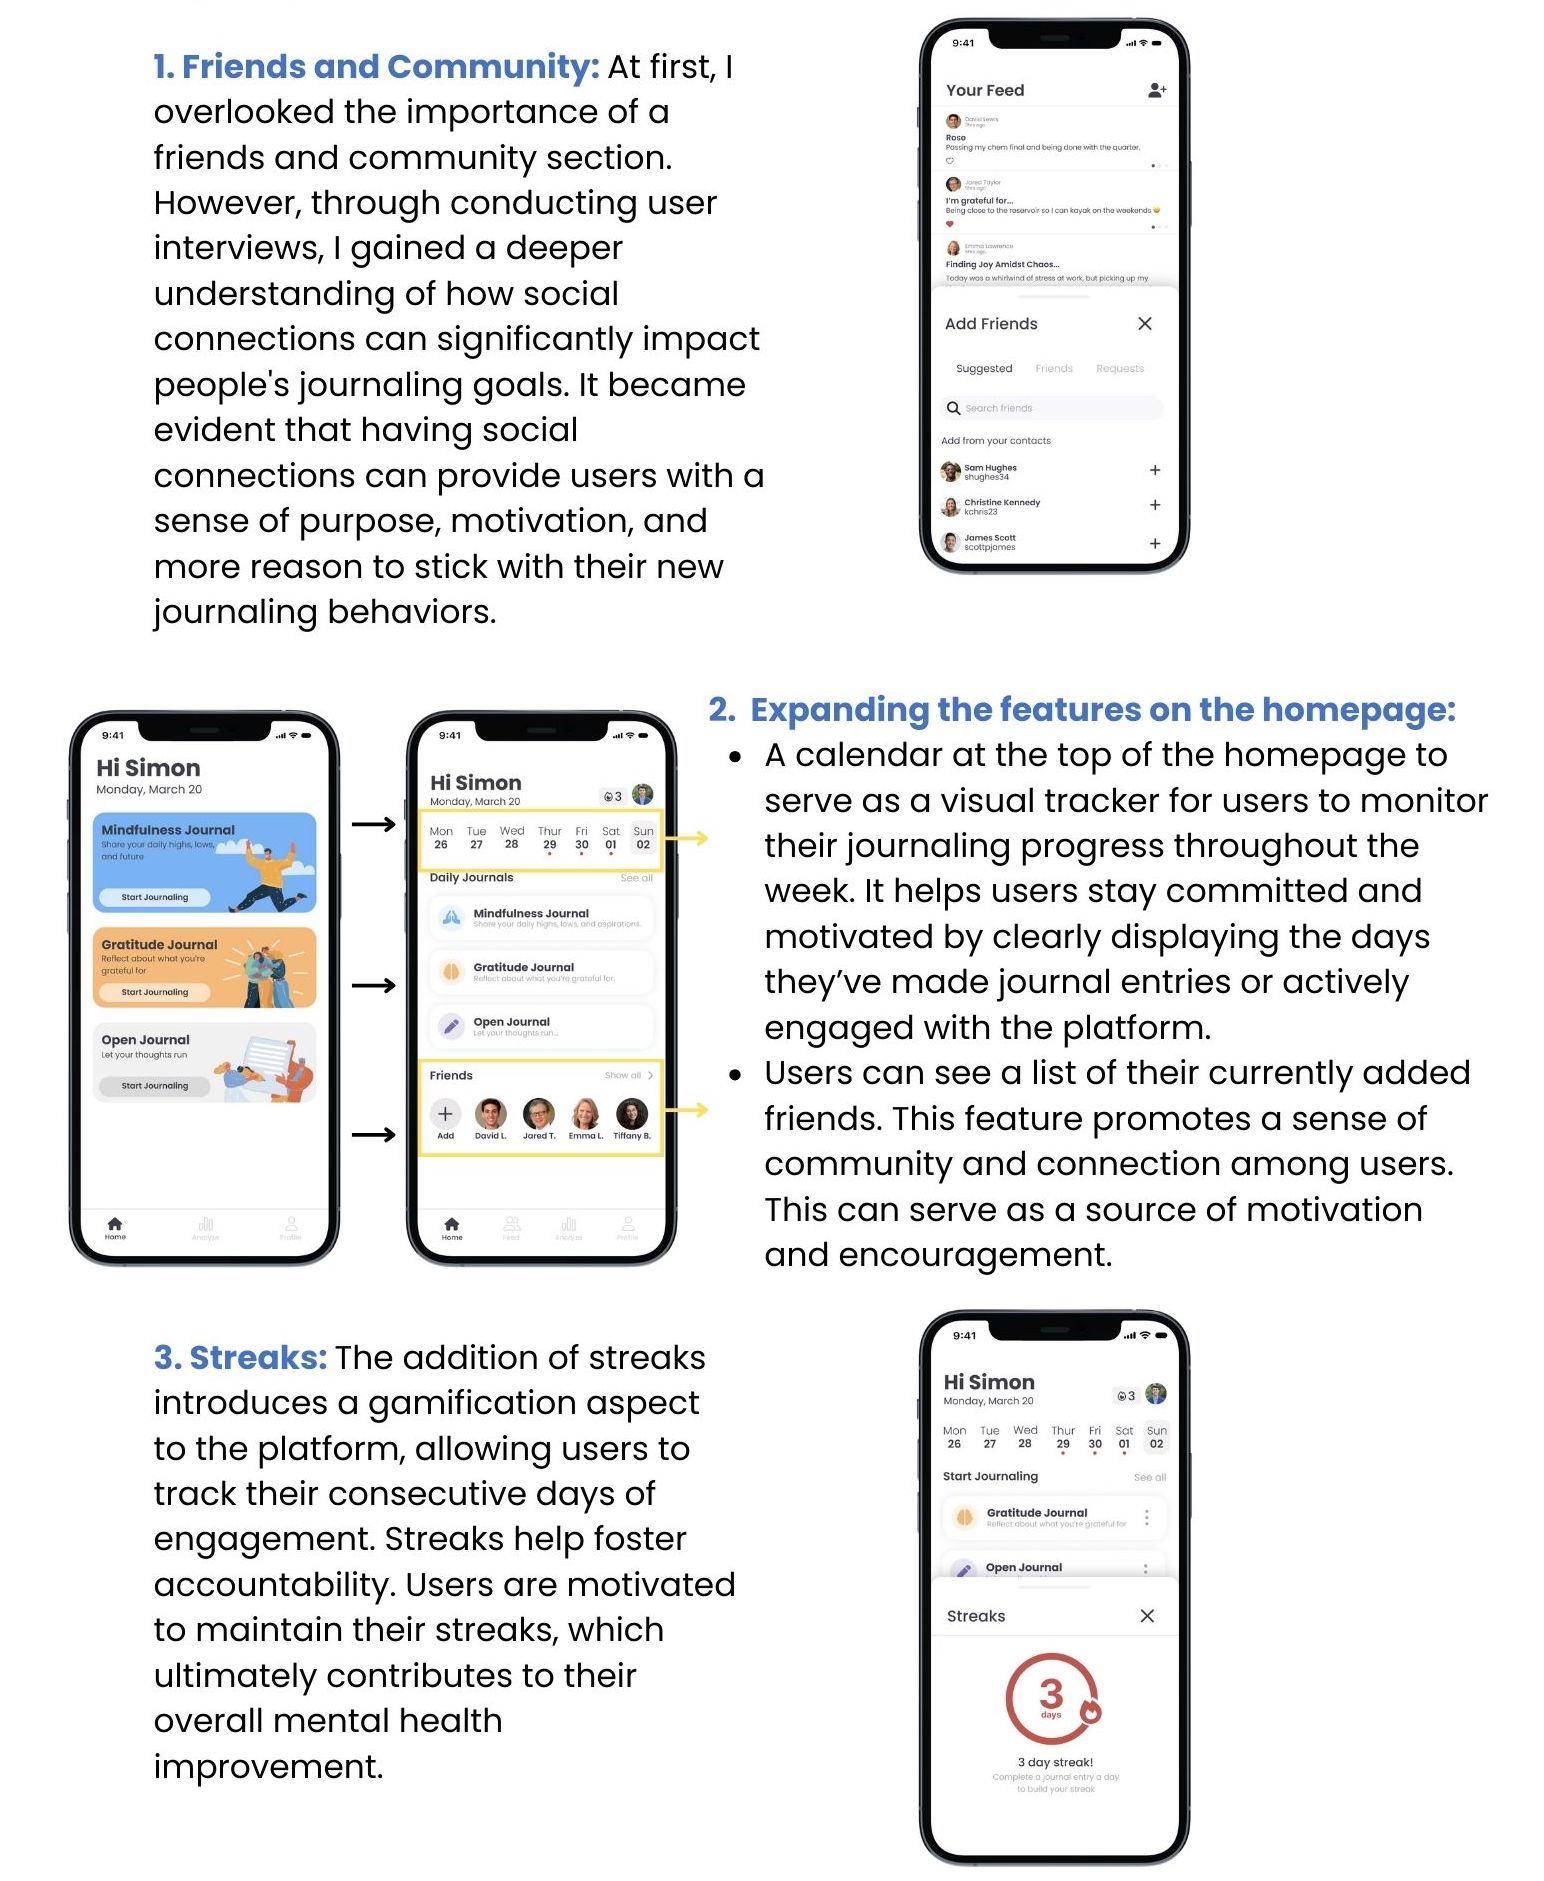 1. Friends and Community: At first, I
overlooked the importance of a
friends and community section.
However, through conducting user
interviews, I gained a deeper
understanding of how social
connections can significantly impact
people's journaling goals. It became
evident that having social
connections can provide users with a
sense of purpose, motivation, and
more reason to stick with their new
journaling behaviors.
9:41
Your Feed
David Lewis
Rose
Passing my chem final and being done with the quarter.
Jared Taylor
I'm grateful for...
Being close to the reservoir so I can kayak on the weekends
Emma Lawrence
Finding Joy Amidst Chaos...
Today was a whirlwind of stress at work, but picking up my
Add Friends
Suggested Friends Requests
Search friends
Add from your contacts
Sam Hughes
shughes34
Christine Kennedy
kchris23
James Scott
scottpjames
9:41
Hi Simon
Monday, March 20
Mindfulness Journal
Share your daily highs, lows,
and future
Start Journaling
Gratitude Journal
Reflect about what you're
grateful for
Start Journaling
Open Journal
Let your thoughts run
Start Journaling
Home Analyze Profile
9:41
Hi Simon
Monday, March 20
3
Mon Tue Wed Thur Fri Sat Sun
26 27 28 29 30 01 02
Daily Journals See all
Mindfulness Journal
Share your daily highs, lows, and aspirations.
Gratitude Journal
Reflect about what you're grateful for.
Open Journal
Let your thoughts run...
Friends Show all
Add David L. Jared T. Emma L. Tiffany B.
Home Feed Analyze Profile
2. Expanding the features on the homepage:
• A calendar at the top of the homepage to
serve as a visual tracker for users to monitor
their journaling progress throughout the
week. It helps users stay committed and
motivated by clearly displaying the days
they’ve made journal entries or actively
engaged with the platform.
• Users can see a list of their currently added
friends. This feature promotes a sense of
community and connection among users.
This can serve as a source of motivation
and encouragement.
3. Streaks: The addition of streaks
introduces a gamification aspect
to the platform, allowing users to
track their consecutive days of
engagement. Streaks help foster
accountability. Users are motivated
to maintain their streaks, which
ultimately contributes to their
overall mental health
improvement.
9:41
Hi Simon
Monday, March 20
3
Mon Tue Wed Thur Fri Sat Sun
26 27 28 29 30 01 02
Start Journaling See all
Gratitude Journal
Reflect about what you're grateful for
Open Journal
Streaks
3
days
3 day streak!
Complete a journal entry a day
to build your streak